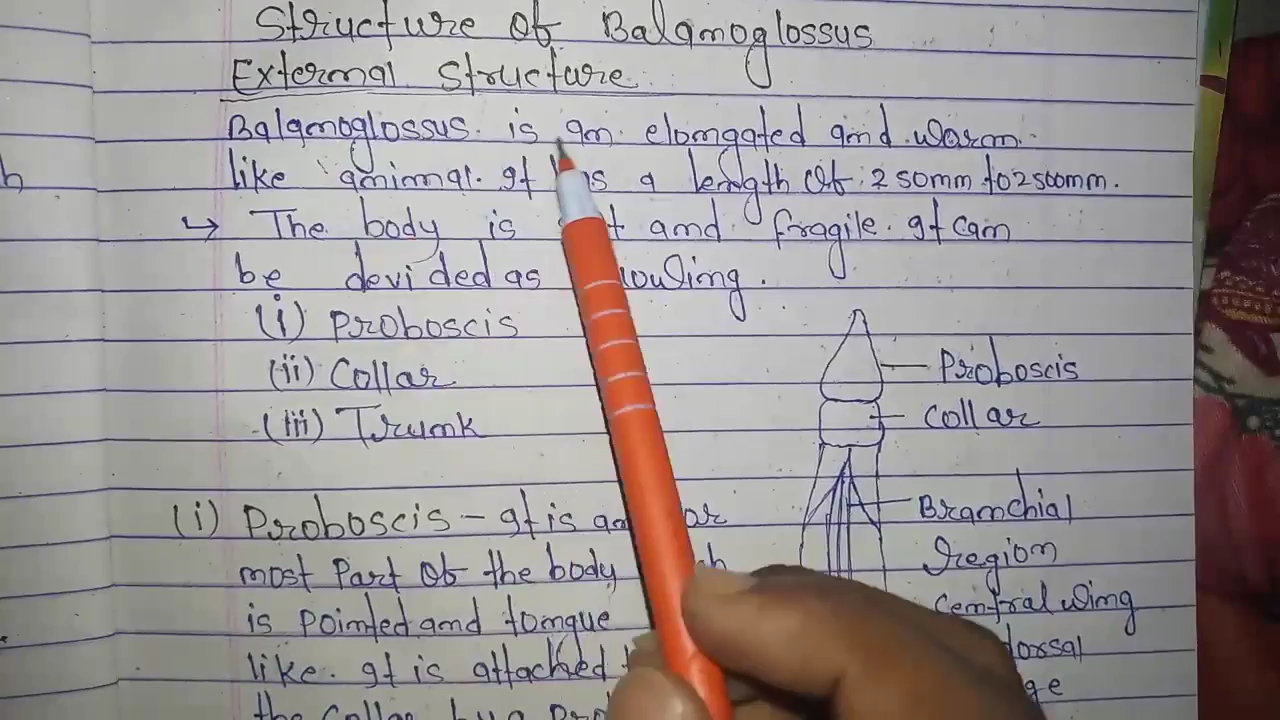 Structure of Balamoglossus
External Structure
Balamoglossus is an elongated and worm
like animal. It has a length of 250mm to 2500mm.
→ The body is and fragile. It can
be devided as
(i) Proboscis
(ii) Collar
(iii) Trunk
Proboscis
Collar
(i) Proboscis – It is
most Part of the body
is pointed and tongue
like. It is attached
the collar by a
Branchial
region
Central wing
dorsal
h